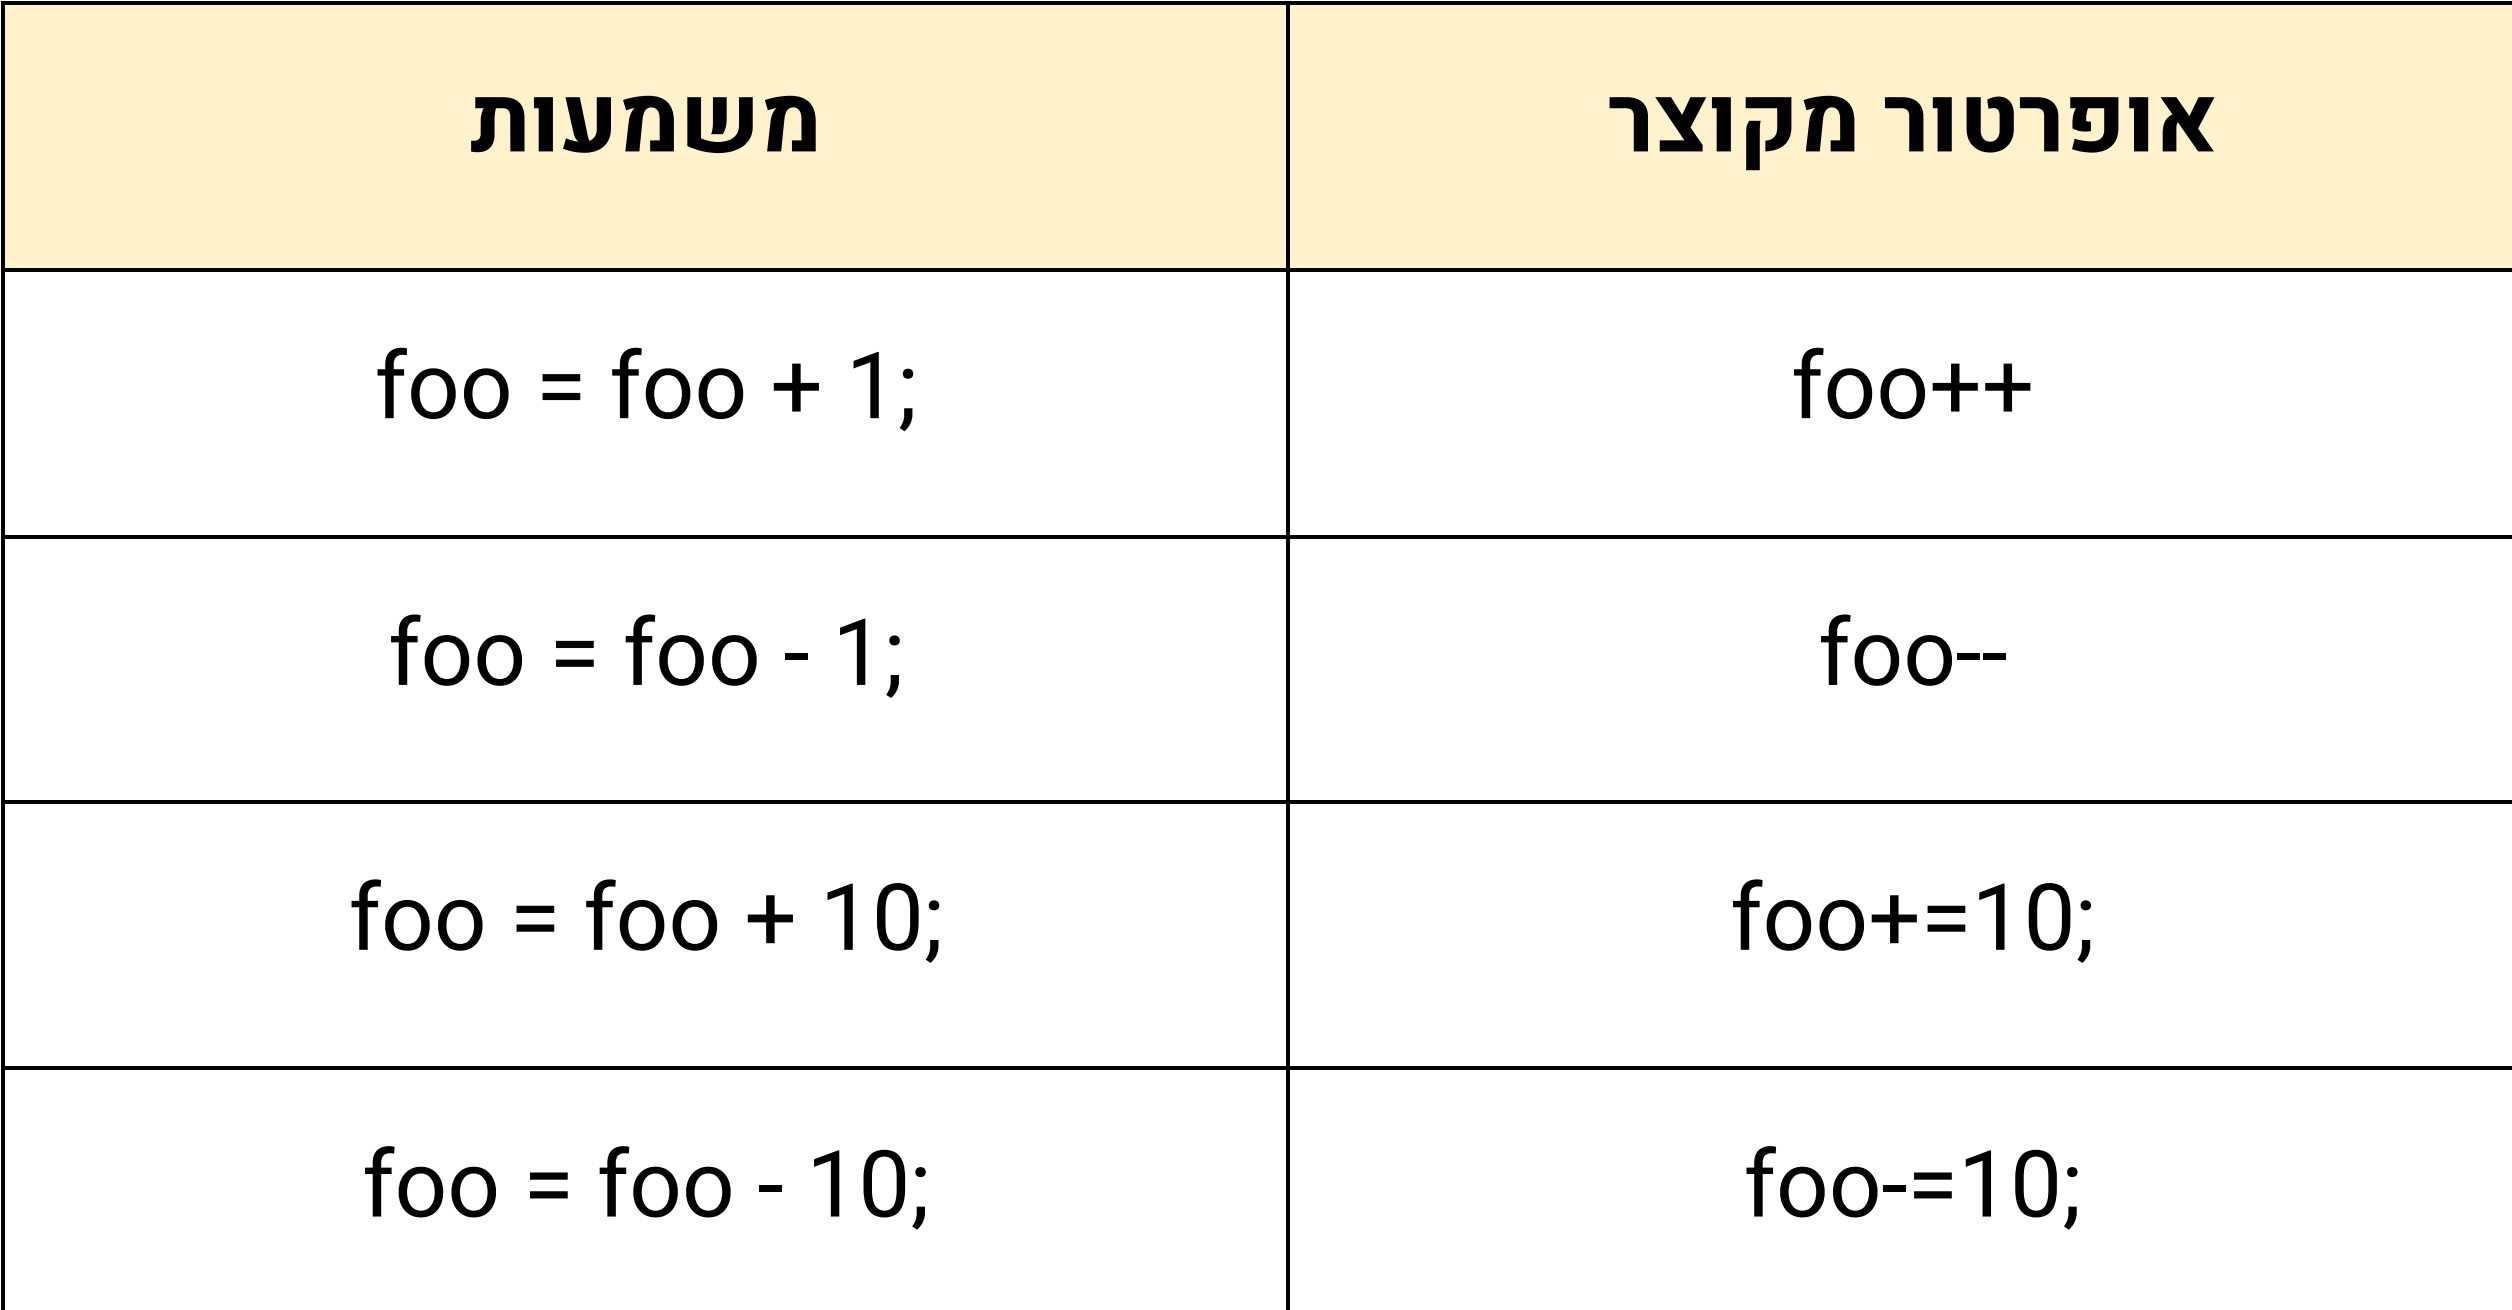 אופרטור מקוצר
משמעות
foo++
foo = foo + 1;
foo--
foo = foo - 1;
foo+=10;
foo = foo + 10;
foo-=10;
foo = foo - 10;